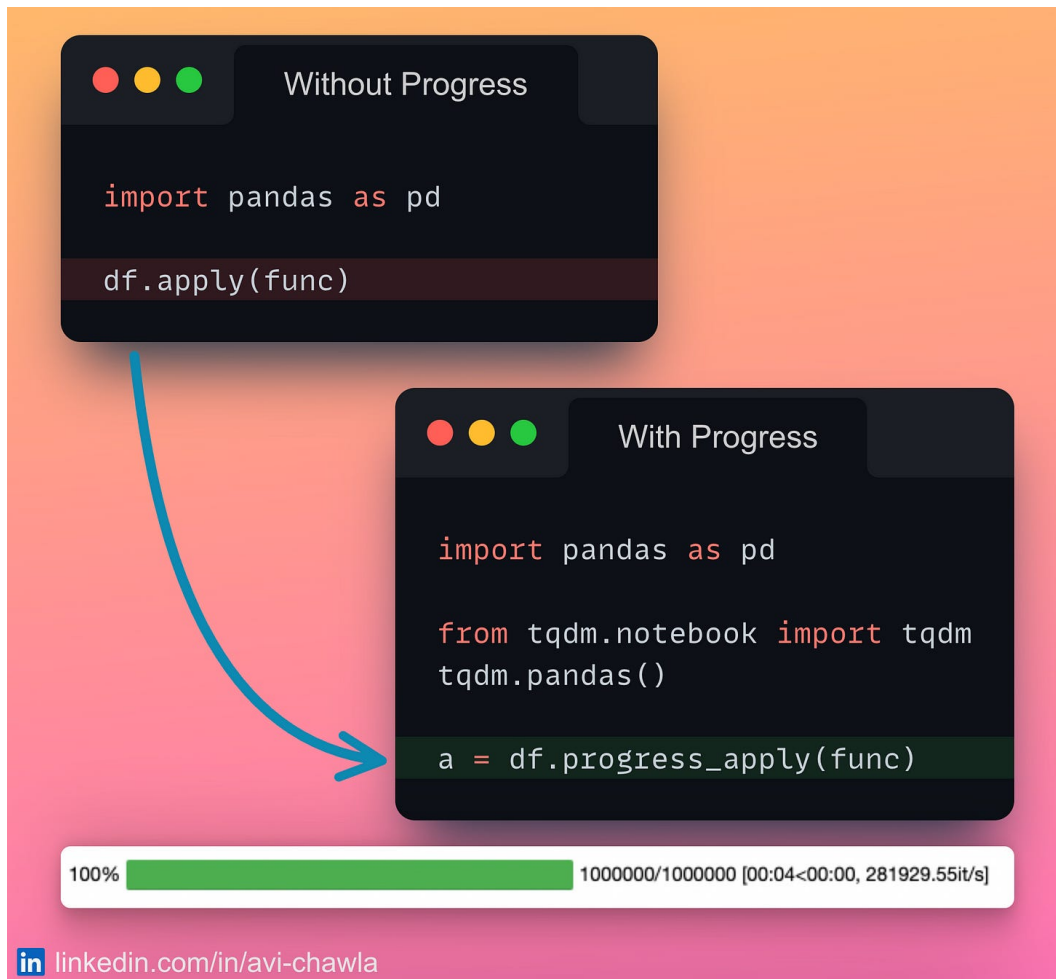 Without Progress
import pandas as pd
df.apply(func)
With Progress
import pandas as pd
from tqdm.notebook import tqdm
tqdm.pandas()
a = df.progress_apply(func)
100% 1000000/1000000 [00:04<00:00, 281929.55it/s]
in linkedin.com/in/avi-chawla